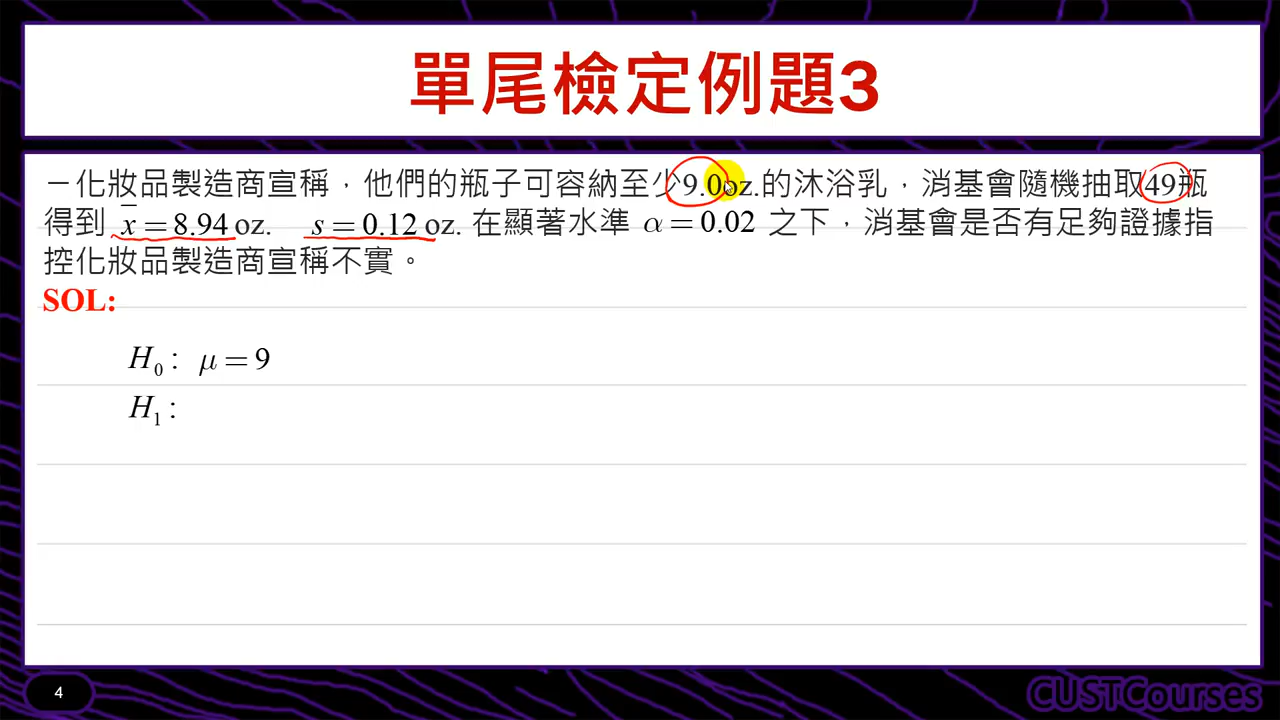 單尾檢定例題3
一化妝品製造商宣稱，他們的瓶子可容納至少9.0oz.的沐浴乳，消基會隨機抽取49瓶
得到 x̄ = 8.94 oz. s = 0.12 oz. 在顯著水準 α = 0.02 之下，消基會是否有足夠證據指
控化妝品製造商宣稱不實。
SOL:
H₀: μ = 9
H₁:
4
CUSTCourses